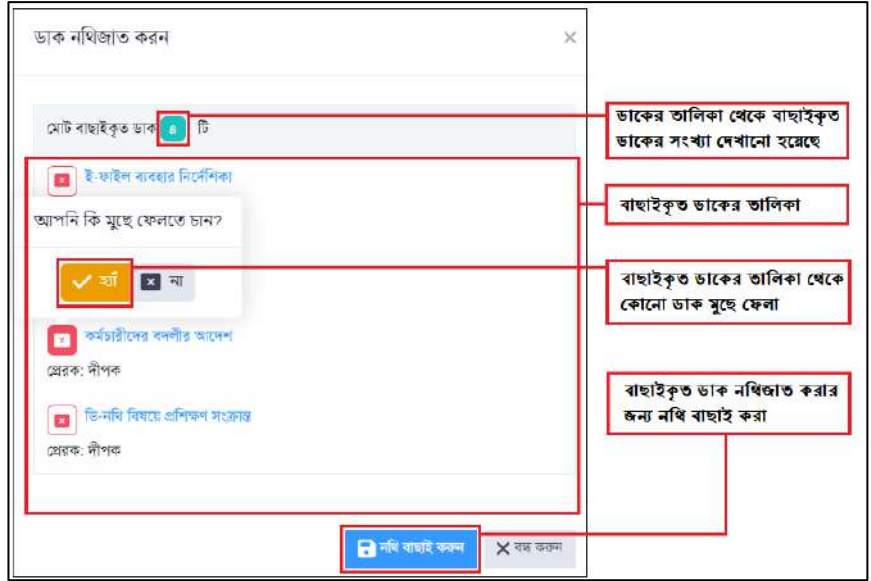 ডাক নথিজাত করন
মোট বাছাইকৃত ডাক ৪ টি
ই-ফাইল ব্যবহার নির্দেশিকা
আপনি কি মুছে ফেলতে চান?
হ্যাঁ না
কর্মচারীদের বদলীর আদেশ
প্রেরক: দীপক
ডি-নথি বিষয়ে প্রশিক্ষণ সংক্রান্ত
প্রেরক: দীপক
নথি বাছাই করুন বন্ধ করুন
ডাকের তালিকা থেকে বাছাইকৃত
ডাকের সংখ্যা দেখানো হয়েছে
বাছাইকৃত ডাকের তালিকা
বাছাইকৃত ডাকের তালিকা থেকে
কোনো ডাক মুছে ফেলা
বাছাইকৃত ডাক নথিজাত করার
জন্য নথি বাছাই করা